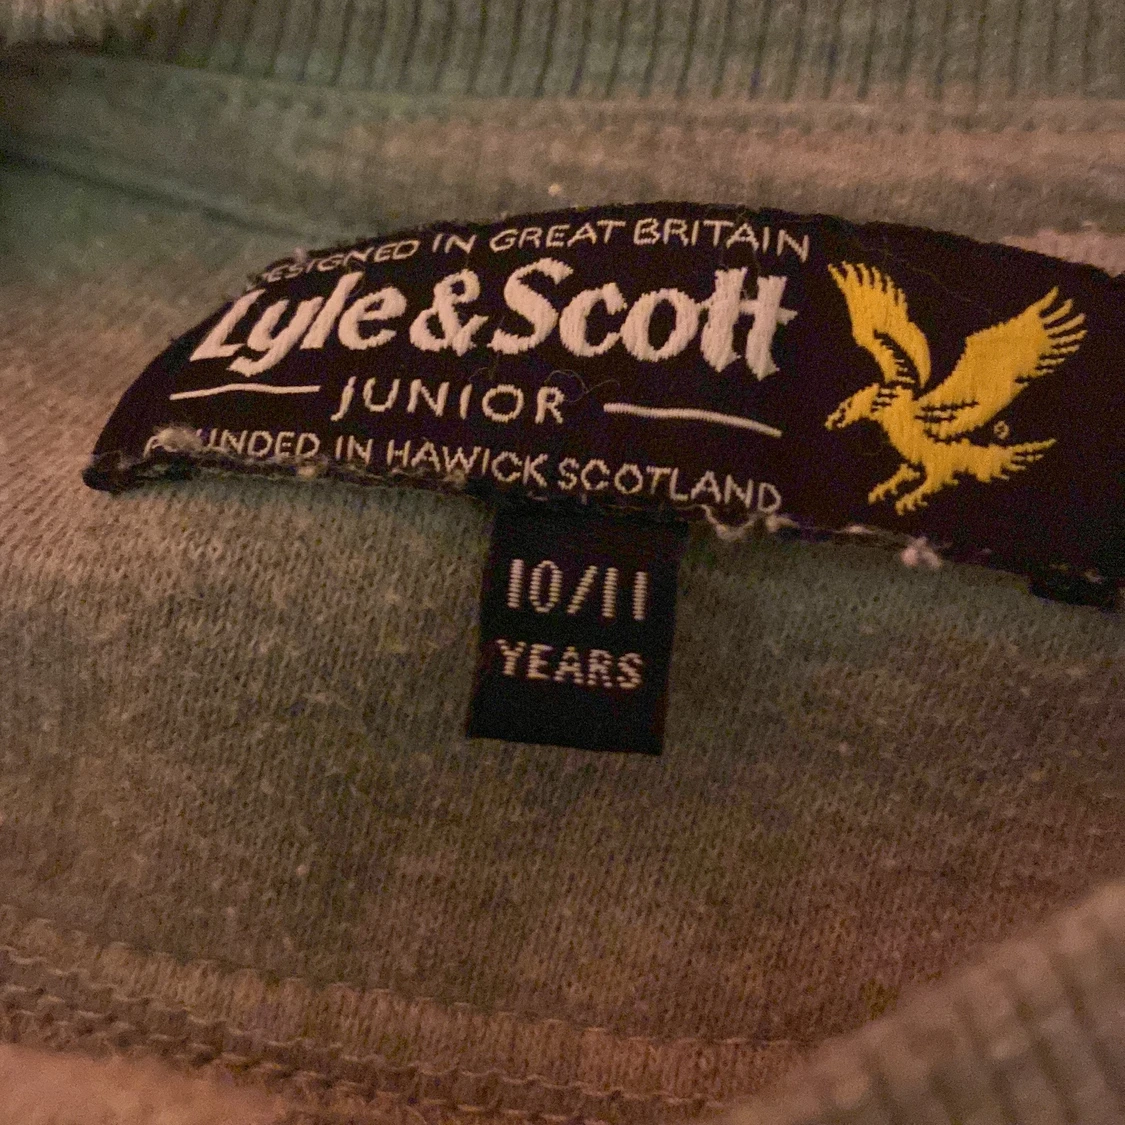 DESIGNED IN GREAT BRITAIN
Lyle & Scott
JUNIOR
FOUNDED IN HAWICK SCOTLAND
10/11
YEARS